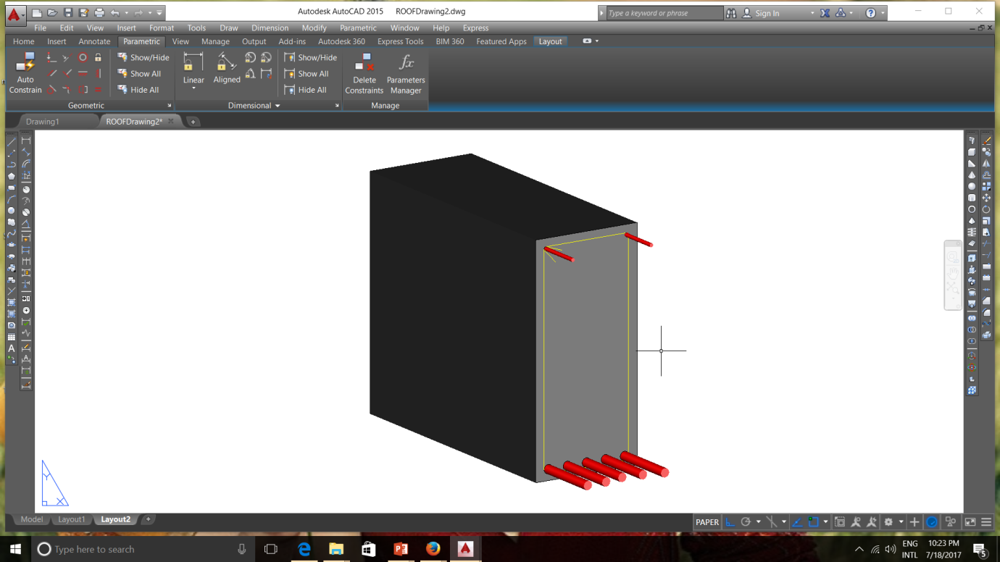 Autodesk AutoCAD 2015 ROOFDrawing2.dwg
Type a keyword or phrase
Sign In
File Edit View Insert Format Tools Draw Dimension Modify Parametric Window Help Express
Home Insert Annotate Parametric View Manage Output Add-ins Autodesk 360 Express Tools BIM 360 Featured Apps Layout
Auto
Constrain
Show/Hide
Show All
Hide All
Linear
Aligned
Show/Hide
Show All
Hide All
Delete
Constraints
fx
Parameters
Manager
Geometric
Dimensional
Manage
Drawing1
ROOFDrawing2*
A
Y
X
Model Layout1 Layout2
PAPER
Type here to search
ENG
INTL
10:23 PM
7/18/2017
5